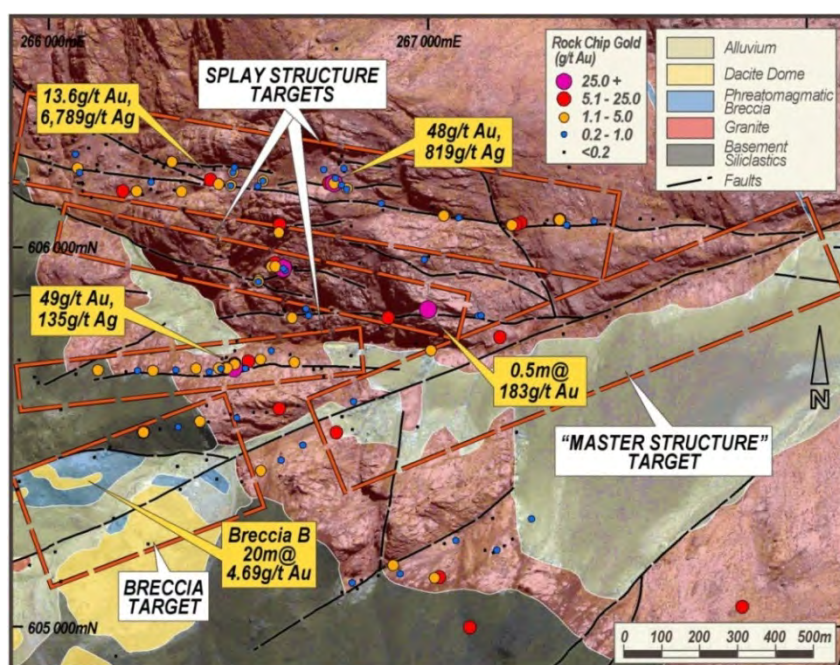 266 000mE
267 000mE
SPLAY STRUCTURE
TARGETS
13.6g/t Au,
6,789g/t Ag
48g/t Au,
819g/t Ag
Rock Chip Gold
(g/t Au)
25.0 +
5.1 - 25.0
1.1 - 5.0
0.2 - 1.0
<0.2
Alluvium
Dacite Dome
Phreatomagmatic
Breccia
Granite
Basement
Siliclastics
Faults
606 000mN
49g/t Au,
135g/t Ag
0.5m@
183g/t Au
N
"MASTER STRUCTURE"
TARGET
Breccia B
20m@
4.69g/t Au
BRECCIA
TARGET
605 000mN
0 100 200 300 400 500m